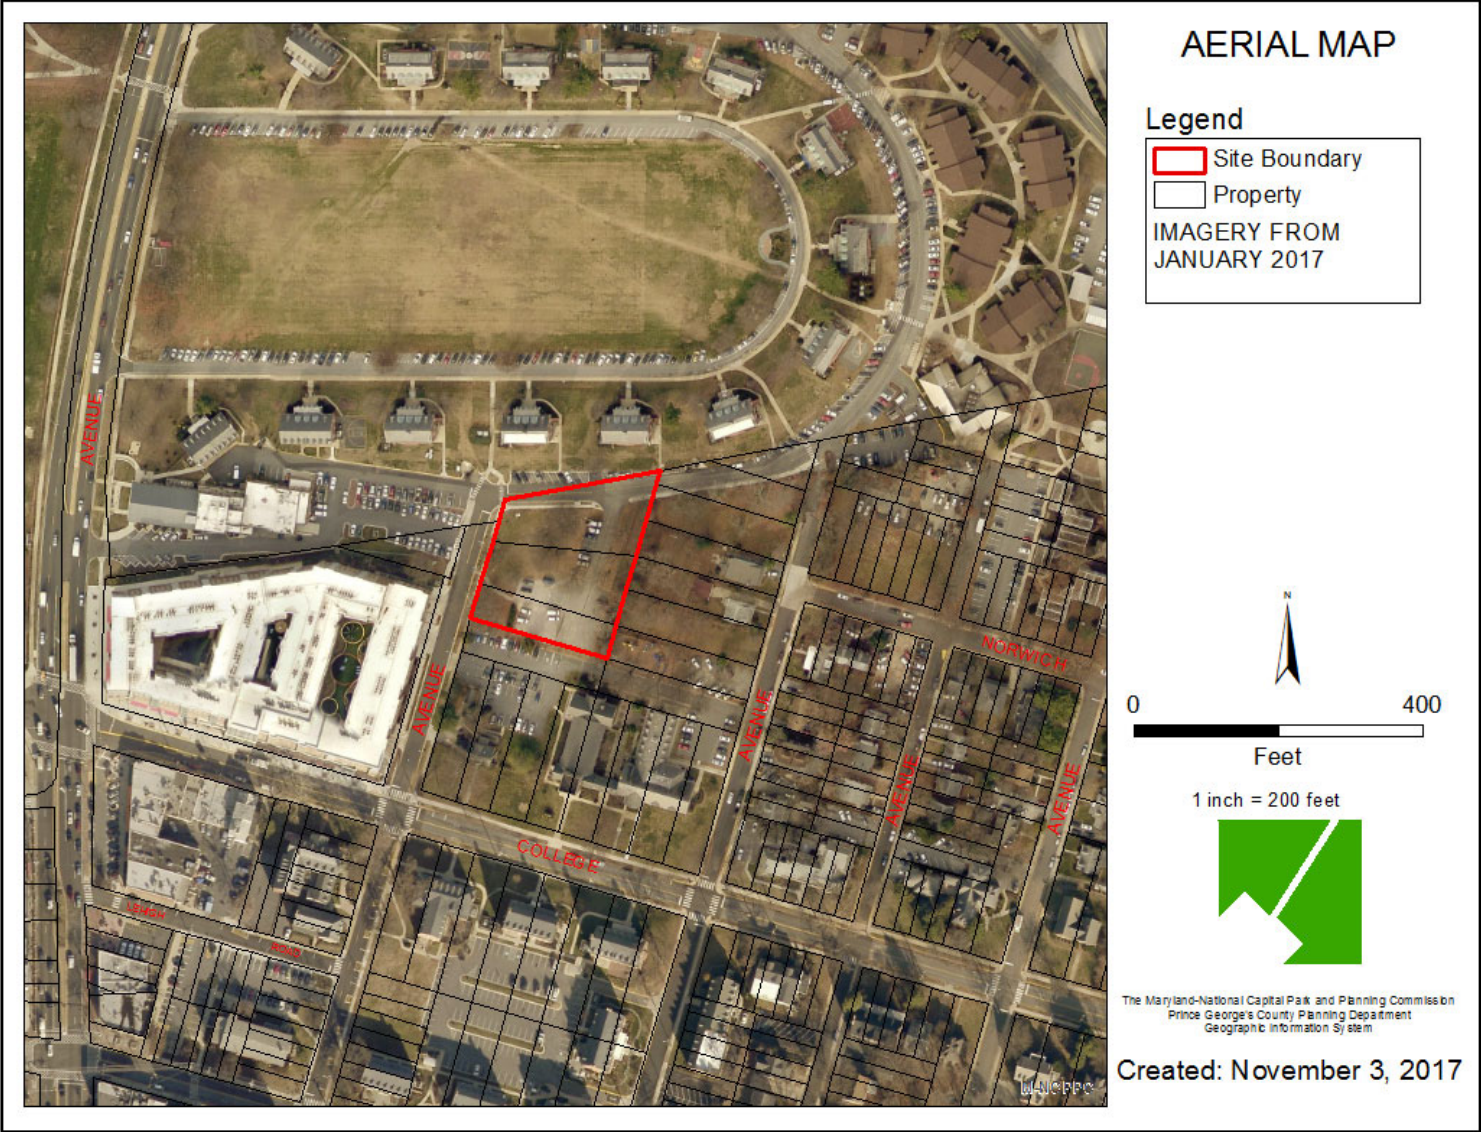 AERIAL MAP
Legend
Site Boundary
Property
IMAGERY FROM
JANUARY 2017
N
0 400
Feet
1 inch = 200 feet
The Maryland-National Capital Park and Planning Commission
Prince George's County Planning Department
Geographic Information System
Created: November 3, 2017
AVENUE
AVENUE
AVENUE
NORWICH
AVENUE
AVENUE
COLLEGE
LEHIGH
ROAD
M-NCPPC